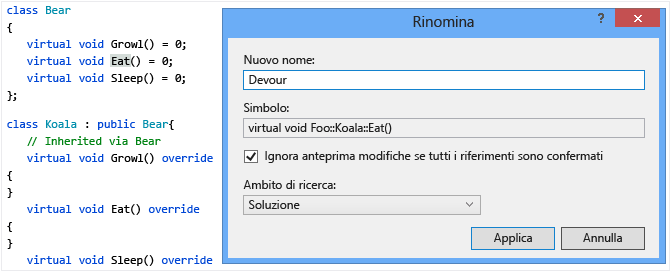 class Bear
{
virtual void Growl() = 0;
virtual void Eat() = 0;
virtual void Sleep() = 0;
};
class Koala : public Bear{
// Inherited via Bear
virtual void Growl() override
{
}
virtual void Eat() override
{
}
virtual void Sleep() override
Rinomina
?
Nuovo nome:
Devour
Simbolo:
virtual void Foo::Koala::Eat()
Ignora anteprima modifiche se tutti i riferimenti sono confermati
Ambito di ricerca:
Soluzione
Applica
Annulla